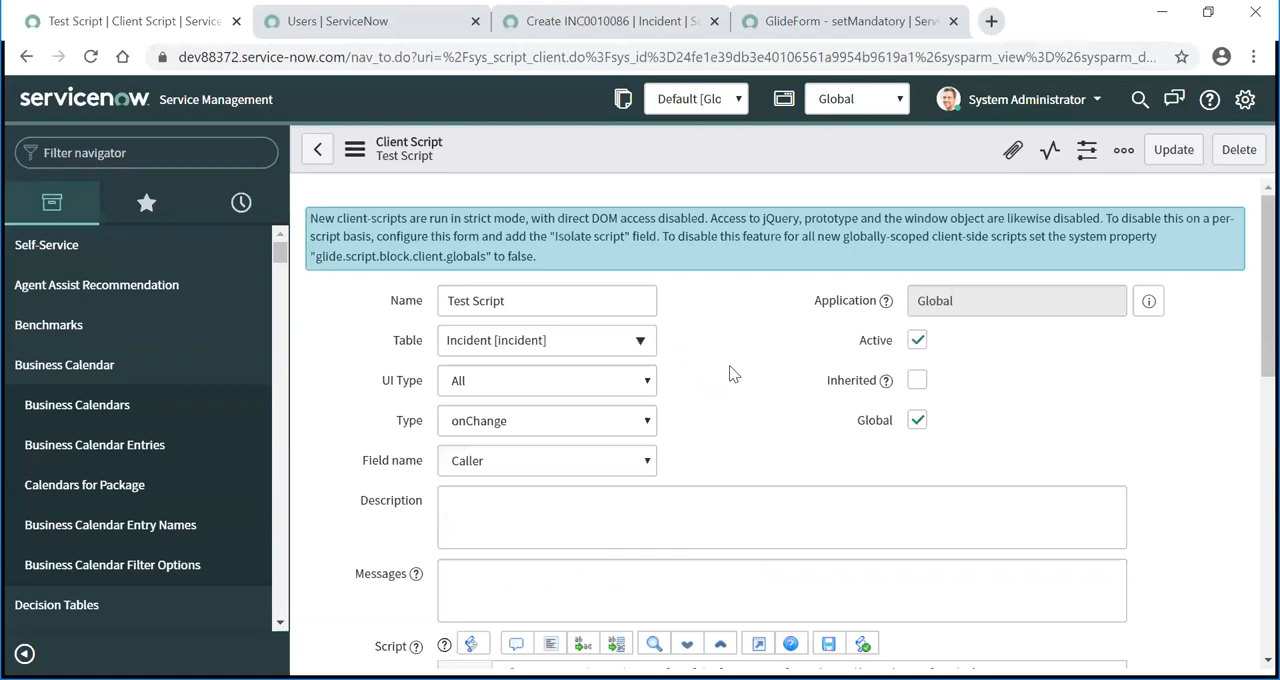 Test Script | Client Script | Service
Users | ServiceNow
Create INC0010086 | Incident | S
GlideForm - setMandatory | Serv
dev88372.service-now.com/nav_to.do?uri=%2Fsys_script_client.do%3Fsys_id%3D24fe1e39db3e40106561a9954b9619a1%26sysparm_view%3D%26sysparm_d...
servicenow Service Management
Default [Glo
Global
System Administrator
Filter navigator
Client Script
Test Script
Update
Delete
Self-Service
Agent Assist Recommendation
Benchmarks
Business Calendar
Business Calendars
Business Calendar Entries
Calendars for Package
Business Calendar Entry Names
Business Calendar Filter Options
Decision Tables
New client-scripts are run in strict mode, with direct DOM access disabled. Access to jQuery, prototype and the window object are likewise disabled. To disable this on a per-
script basis, configure this form and add the "Isolate script" field. To disable this feature for all new globally-scoped client-side scripts set the system property
"glide.script.block.client.globals" to false.
Name Test Script
Application Global
Table Incident [incident]
Active
UI Type All
Inherited
Type onChange
Global
Field name Caller
Description
Messages
Script